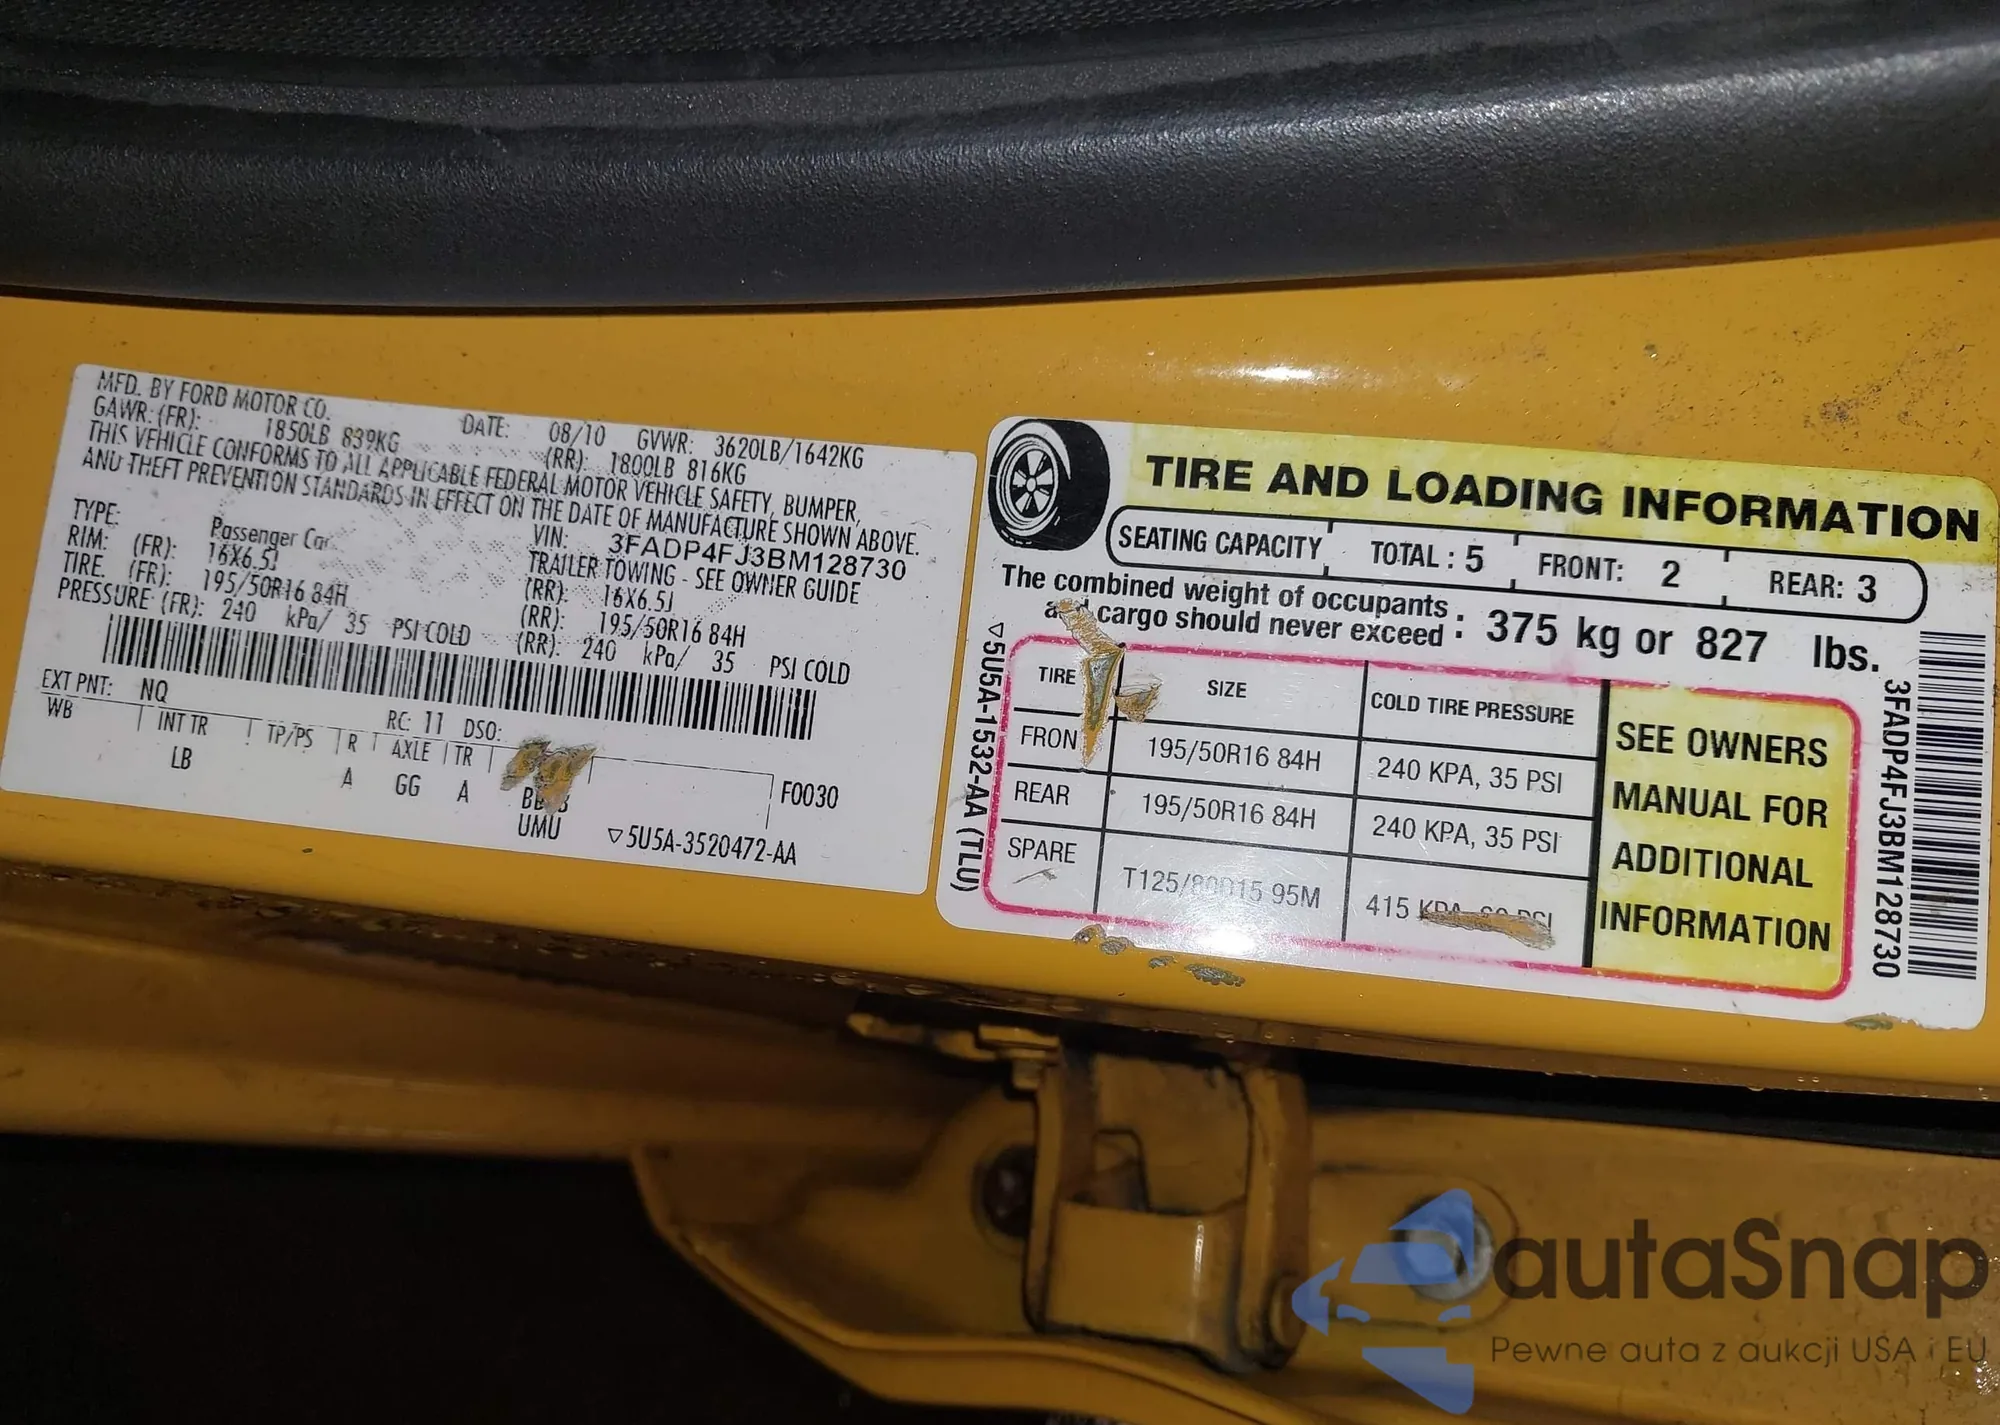 MFD. BY FORD MOTOR CO.
DATE: 08/10 GVWR: 3620LB/1642KG
GAWR: (FR): 1850LB 839KG (RR): 1800LB 816KG
THIS VEHICLE CONFORMS TO ALL APPLICABLE FEDERAL MOTOR VEHICLE SAFETY, BUMPER,
AND THEFT PREVENTION STANDARDS IN EFFECT ON THE DATE OF MANUFACTURE SHOWN ABOVE.
VIN: 3FADP4FJ3BM128730
TYPE: Passenger Car TRAILER TOWING - SEE OWNER GUIDE
RIM: (FR): 16X6.5J (RR): 16X6.5J
TIRE. (FR): 195/50R16 84H (RR): 195/50R16 84H
PRESSURE (FR): 240 kPa/ 35 PSI COLD (RR): 240 kPa/ 35 PSI COLD
EXT PNT: NQ RC: 11 DSO:
WB INT TR TP/PS R AXLE TR
LB A GG A F0030
UMU ▽5U5A-3520472-AA
TIRE AND LOADING INFORMATION
SEATING CAPACITY TOTAL : 5 FRONT: 2 REAR: 3
The combined weight of occupants
cargo should never exceed : 375 kg or 827 lbs.
TIRE SIZE COLD TIRE PRESSURE
FRON 195/50R16 84H 240 KPA, 35 PSI
REAR 195/50R16 84H 240 KPA, 35 PSI
SPARE T125/80D15 95M 415
SEE OWNERS
MANUAL FOR
ADDITIONAL
INFORMATION
▽5U5A-1532-AA (TLU)
3FADP4FJ3BM128730
autaSnap
Pewne auta z aukcji USA i EU